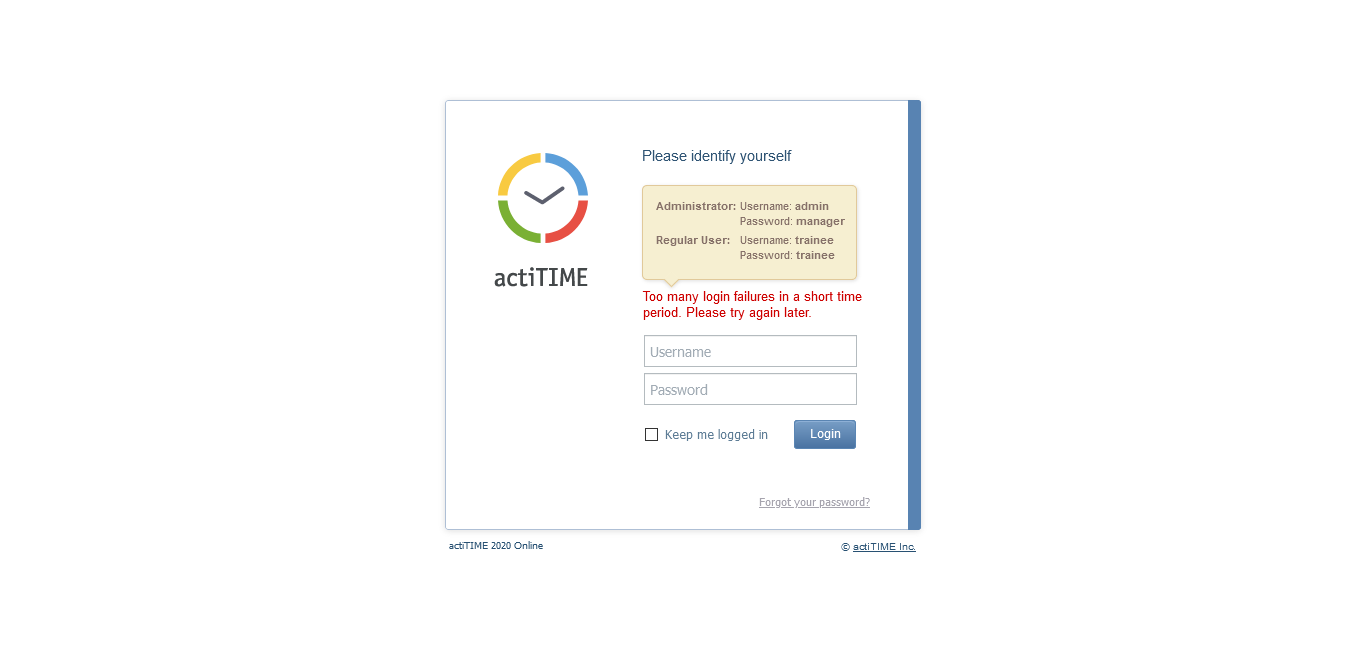 Please identify yourself
Administrator: Username: admin
Password: manager
Regular User: Username: trainee
Password: trainee
actiTIME
Too many login failures in a short time
period. Please try again later.
Username
Password
Keep me logged in
Login
Forgot your password?
actiTIME 2020 Online
© actiTIME Inc.